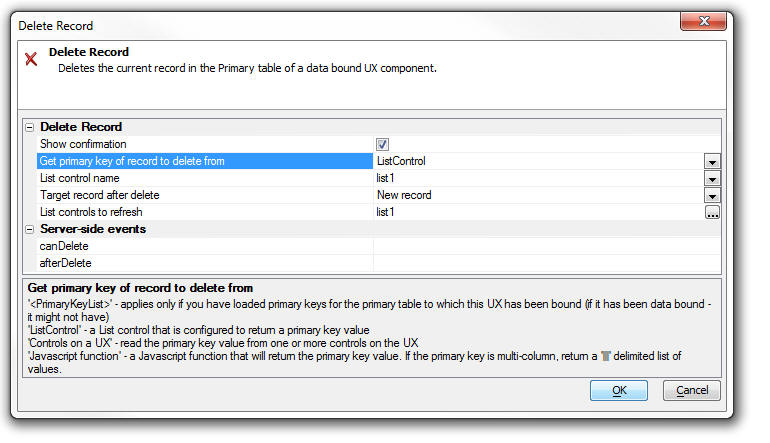 Delete Record
Delete Record
Deletes the current record in the Primary table of a data bound UX component.
Delete Record
Show confirmation
Get primary key of record to delete from ListControl
List control name list1
Target record after delete New record
List controls to refresh list1 ...
Server-side events
canDelete
afterDelete
Get primary key of record to delete from
'<PrimaryKeyList>' - applies only if you have loaded primary keys for the primary table to which this UX has been bound (if it has been data bound -
it might not have)
'ListControl' - a List control that is configured to return a primary key value
'Controls on a UX' - read the primary key value from one or more controls on the UX
'Javascript function' - a Javascript function that will return the primary key value. If the primary key is multi-column, return a delimited list of
values.
OK Cancel